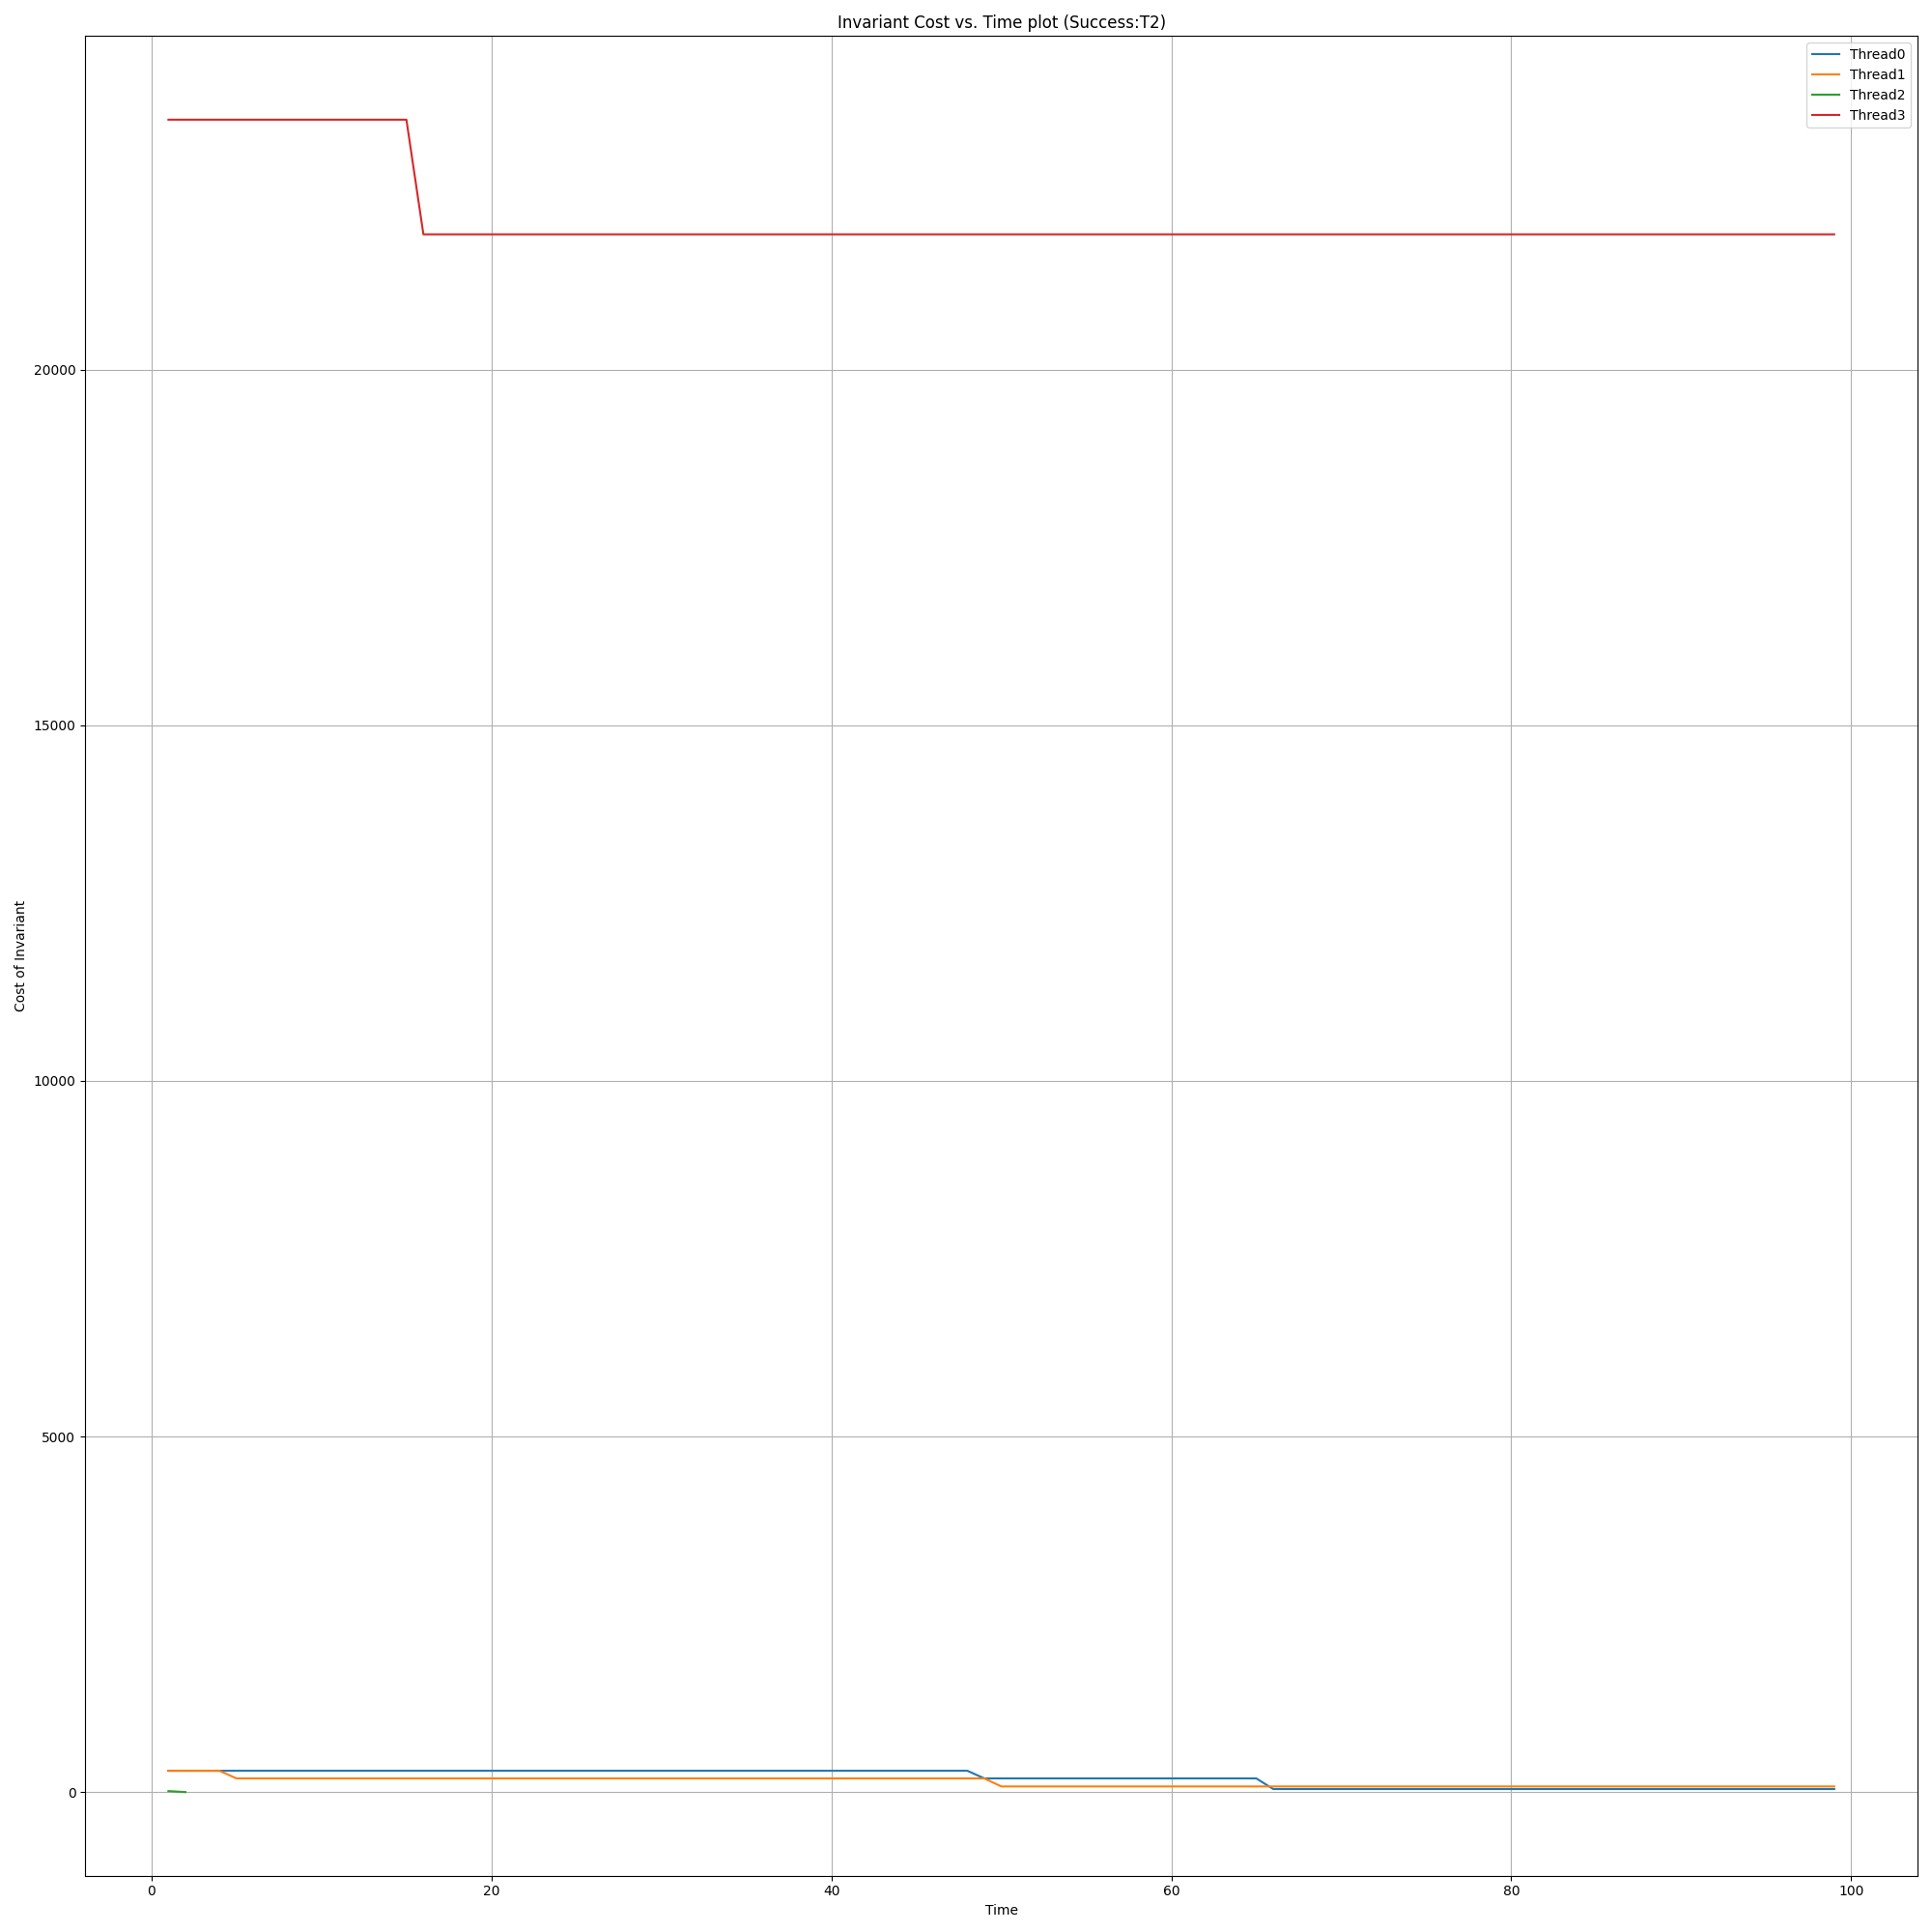 Invariant Cost vs. Time plot (Success:T2)
Thread0
Thread1
Thread2
Thread3
20000
15000
10000
5000
0
Cost of Invariant
0 20 40 60 80 100
Time